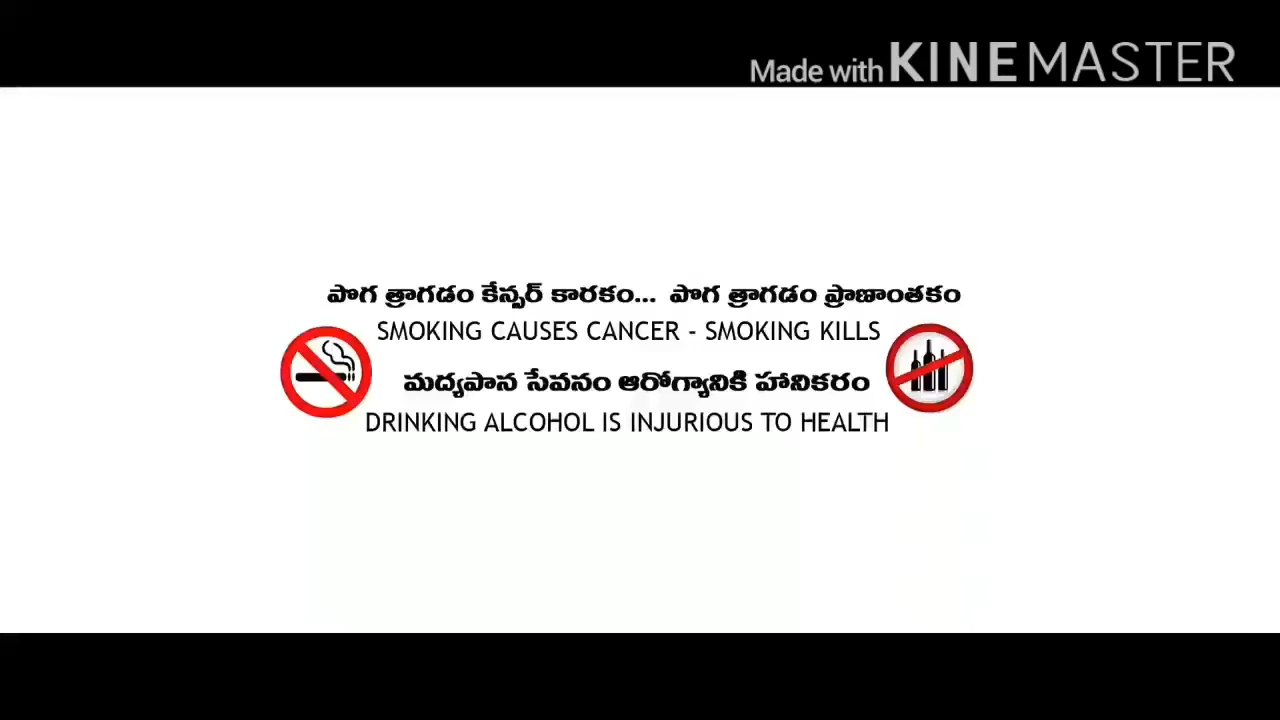 Made with KINEMASTER
పొగ త్రాగడం కేన్సర్ కారకం... పొగ త్రాగడం ప్రాణాంతకం
SMOKING CAUSES CANCER - SMOKING KILLS
మద్యపాన సేవనం ఆరోగ్యానికి హానికరం
DRINKING ALCOHOL IS INJURIOUS TO HEALTH